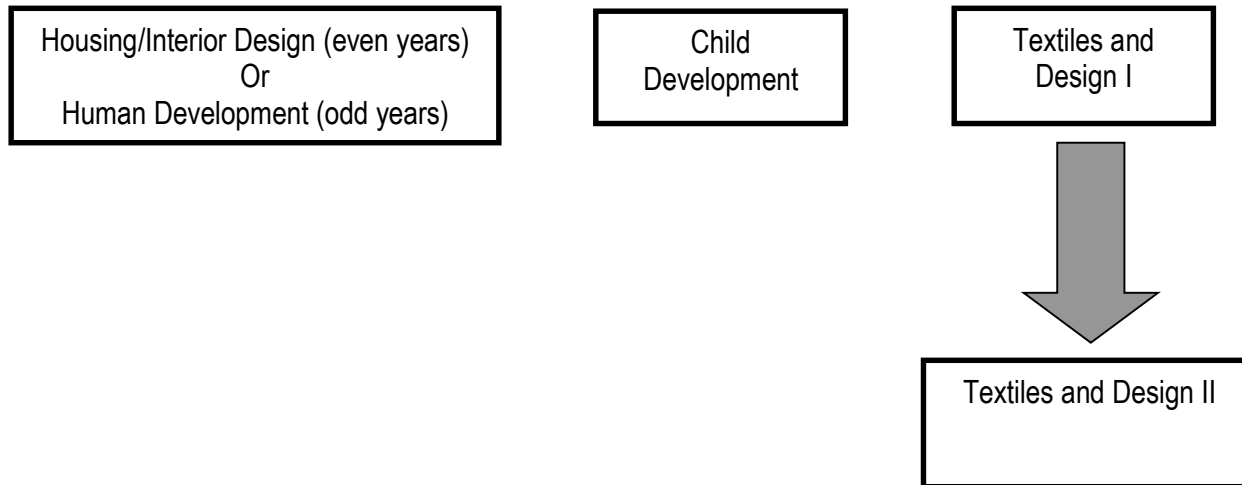 Housing/Interior Design (even years)
Or
Human Development (odd years)
Child
Development
Textiles and
Design I
Textiles and Design II